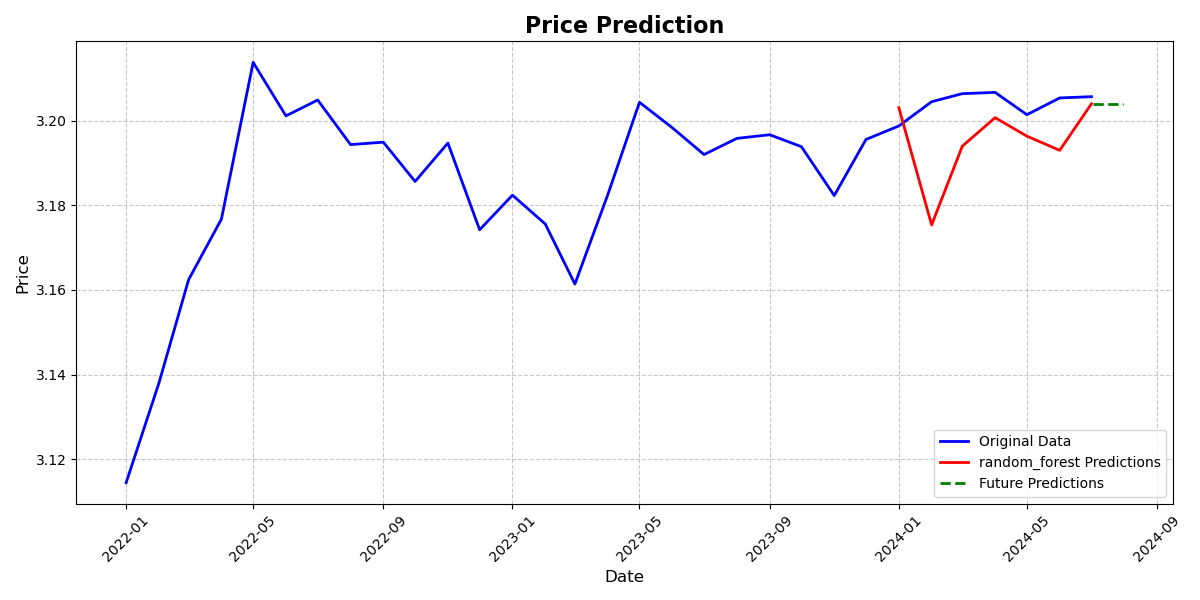 Price Prediction
Price
3.20
3.18
3.16
3.14
3.12
Original Data
random_forest Predictions
Future Predictions
2022-01
2022-05
2022-09
2023-01
2023-05
2023-09
2024-01
2024-05
2024-09
Date